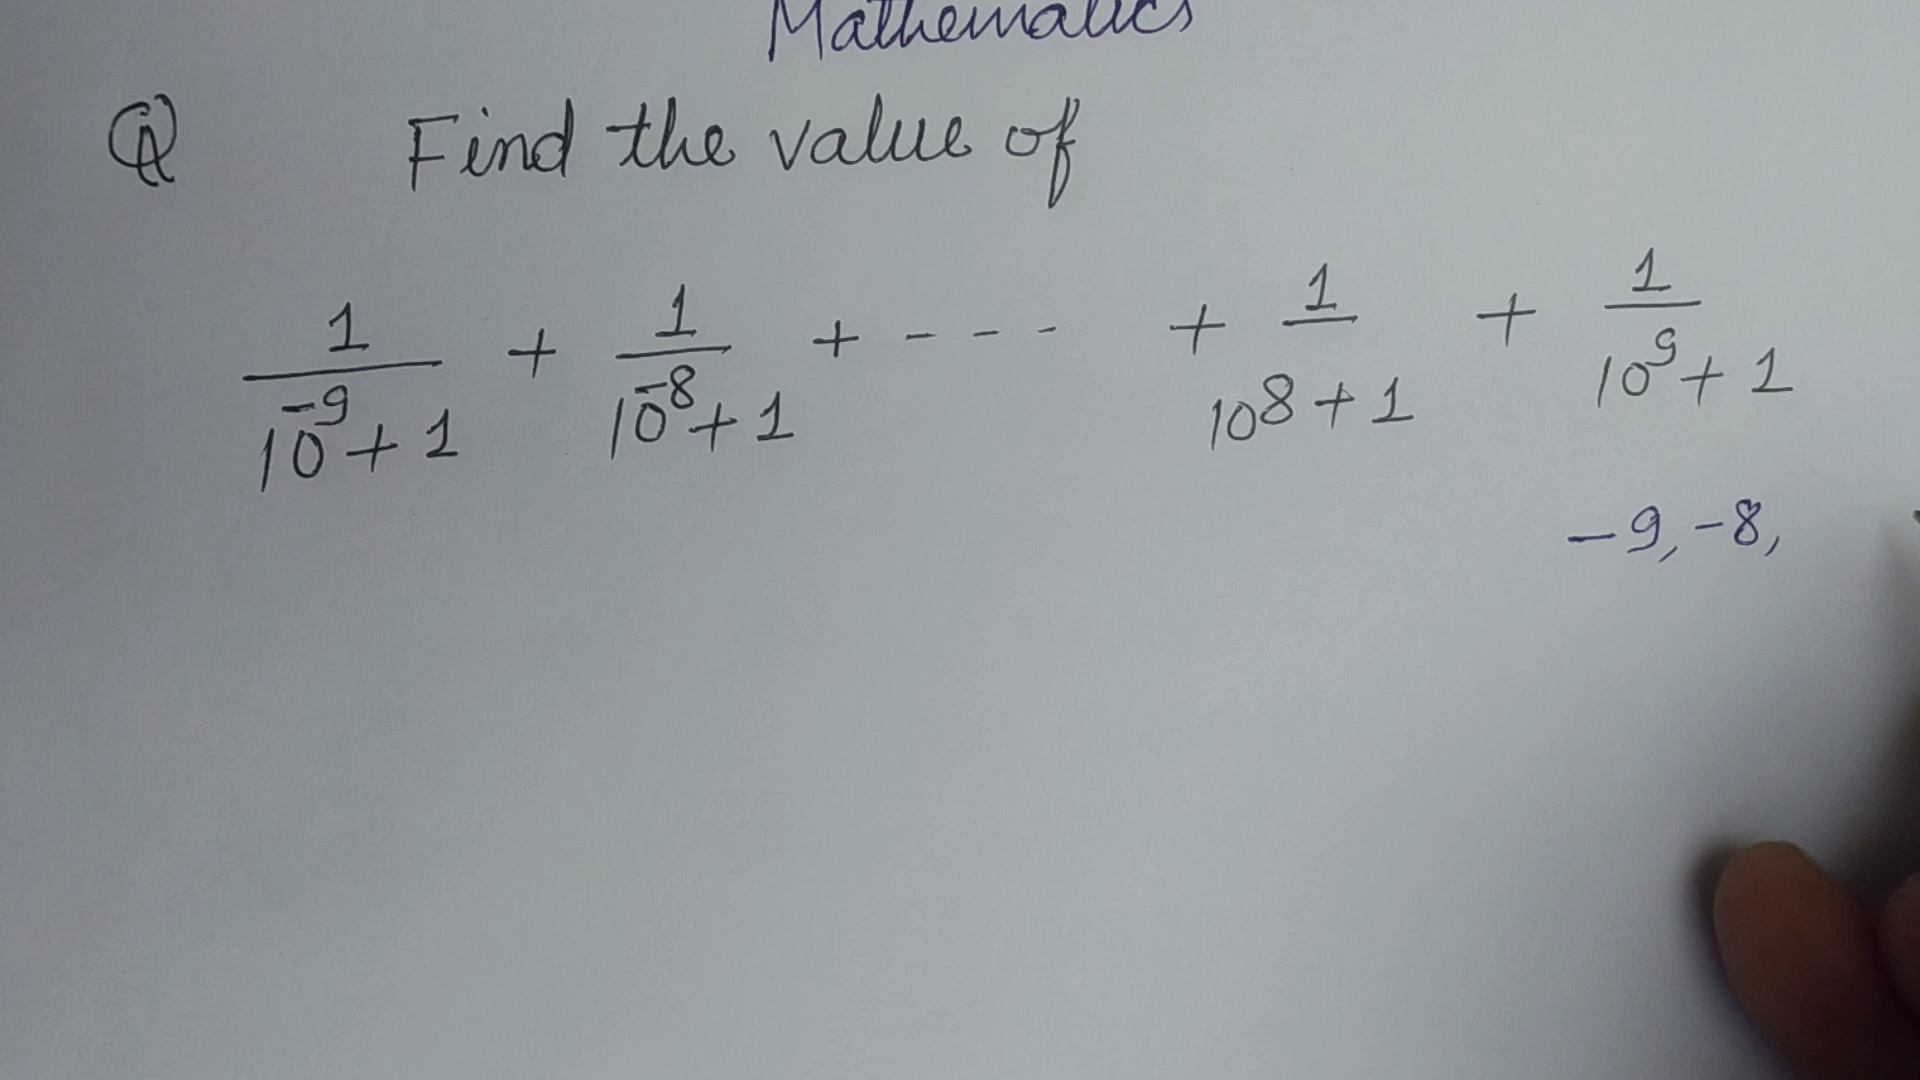 Mathematics
Q Find the value of
1/(10^-9 + 1) + 1/(10^-8 + 1) + - - - - + 1/(10^8 + 1) + 1/(10^9 + 1)
-9, -8,